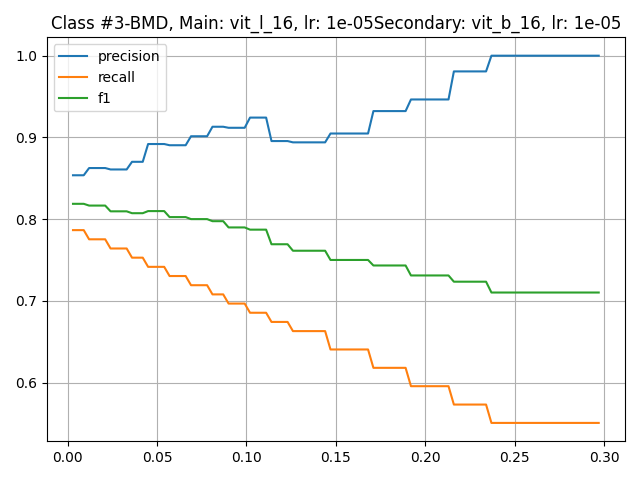 Class #3-BMD, Main: vit_l_16, lr: 1e-05Secondary: vit_b_16, lr: 1e-05
precision
recall
f1
1.0
0.9
0.8
0.7
0.6
0.00 0.05 0.10 0.15 0.20 0.25 0.30